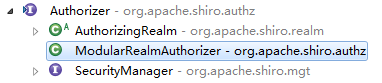 Authorizer - org.apache.shiro.authz
AuthorizingRealm - org.apache.shiro.realm
ModularRealmAuthorizer - org.apache.shiro.authz
SecurityManager - org.apache.shiro.mgt